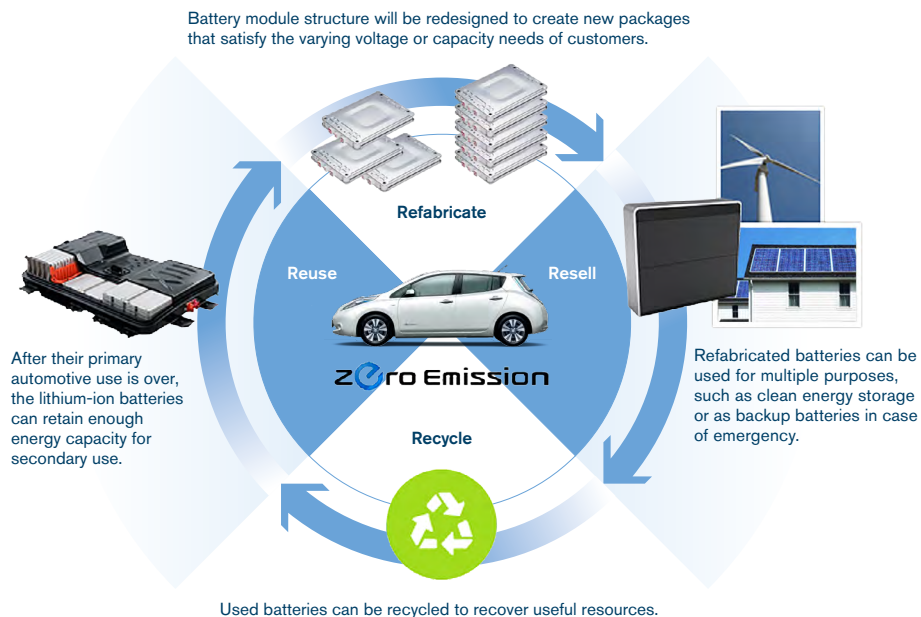 Battery module structure will be redesigned to create new packages
that satisfy the varying voltage or capacity needs of customers.
Refabricate
Reuse
Resell
Zero Emission
After their primary
automotive use is over,
the lithium-ion batteries
can retain enough
energy capacity for
secondary use.
Refabricated batteries can be
used for multiple purposes,
such as clean energy storage
or as backup batteries in case
of emergency.
Recycle
Used batteries can be recycled to recover useful resources.